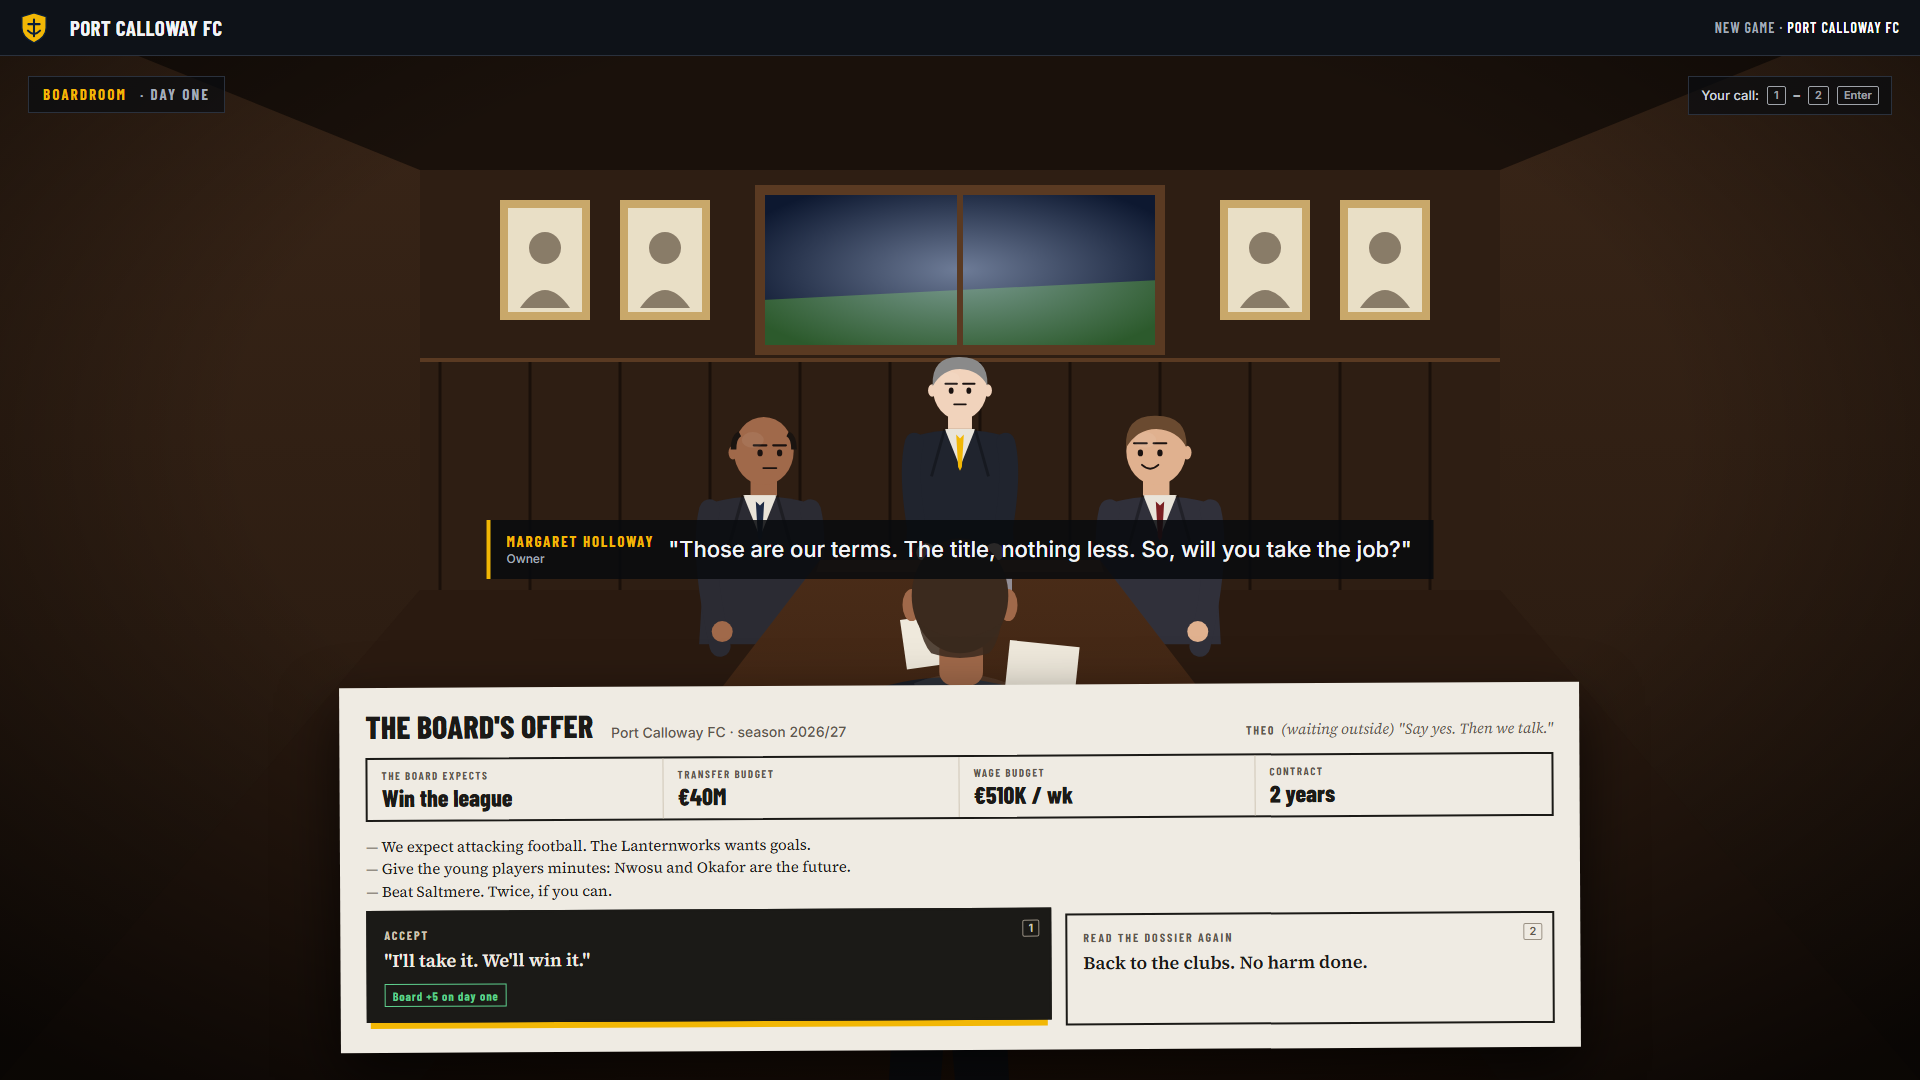 PORT CALLOWAY FC
NEW GAME · PORT CALLOWAY FC
BOARDROOM · DAY ONE
Your call: 1 – 2 Enter
MARGARET HOLLOWAY
Owner
"Those are our terms. The title, nothing less. So, will you take the job?"
THE BOARD'S OFFER
Port Calloway FC · season 2026/27
THEO (waiting outside) "Say yes. Then we talk."
THE BOARD EXPECTS
Win the league
TRANSFER BUDGET
€40M
WAGE BUDGET
€510K / wk
CONTRACT
2 years
— We expect attacking football. The Lanternworks wants goals.
— Give the young players minutes: Nwosu and Okafor are the future.
— Beat Saltmere. Twice, if you can.
ACCEPT
1
"I'll take it. We'll win it."
Board +5 on day one
READ THE DOSSIER AGAIN
2
Back to the clubs. No harm done.